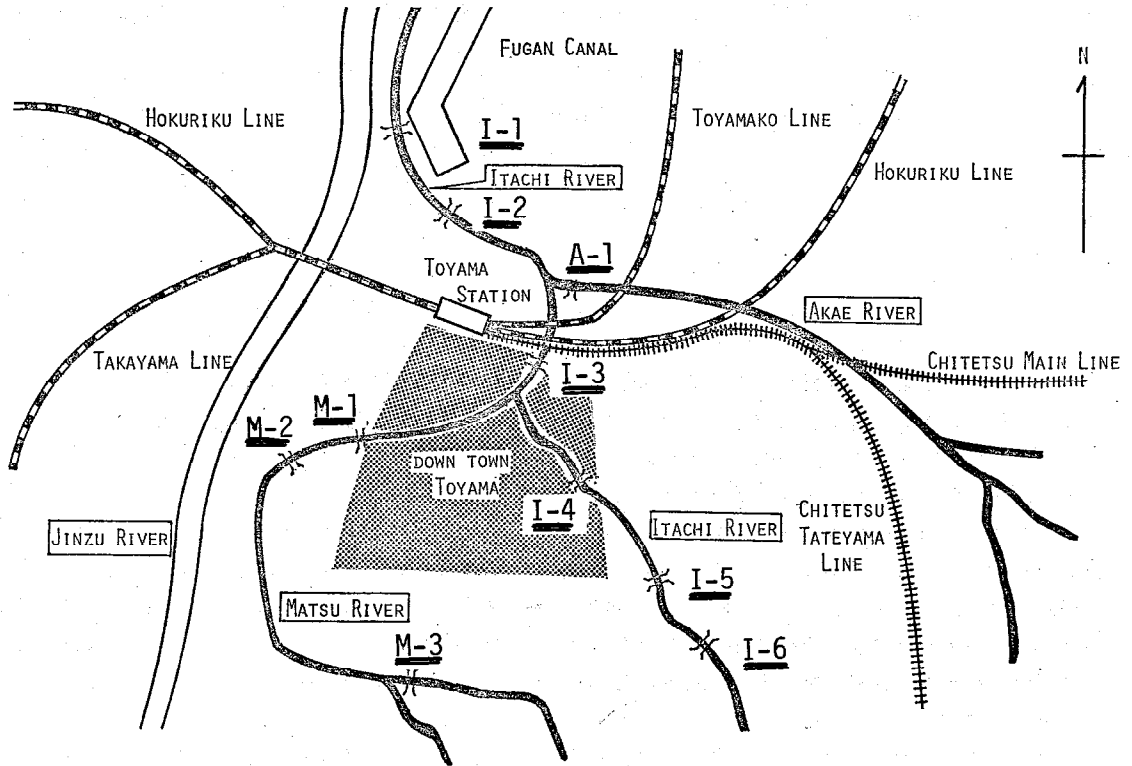 FUGAN CANAL
N
HOKURIKU LINE
TOYAMAKO LINE
I-1
HOKURIKU LINE
ITACHI RIVER
I-2
A-1
TOYAMA
STATION
AKAE RIVER
TAKAYAMA LINE
CHITETSU MAIN LINE
I-3
M-1
M-2
DOWN TOWN
TOYAMA
I-4
ITACHI RIVER
CHITETSU
TATEYAMA
LINE
JINZU RIVER
I-5
MATSU RIVER
M-3
I-6